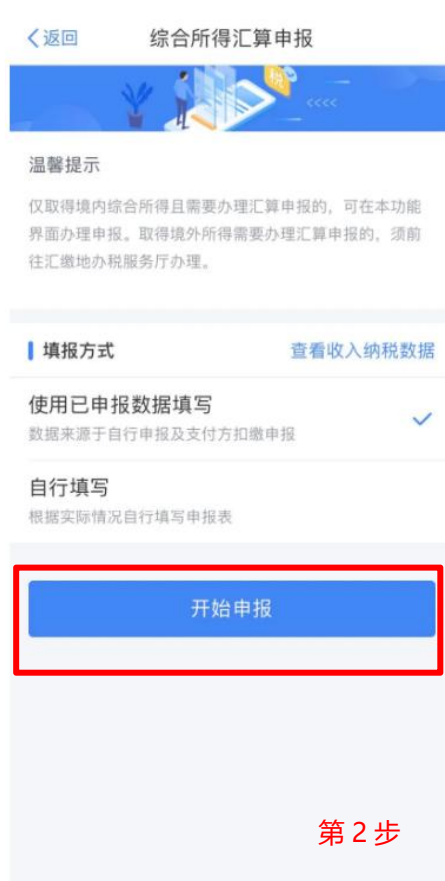 返回
综合所得汇算申报
税
温馨提示
仅取得境内综合所得且需要办理汇算申报的，可在本功能
界面办理申报。取得境外所得需要办理汇算申报的，须前
往汇缴地办税服务厅办理。
填报方式
查看收入纳税数据
使用已申报数据填写
数据来源于自行申报及支付方扣缴申报
自行填写
根据实际情况自行填写申报表
开始申报
第2步